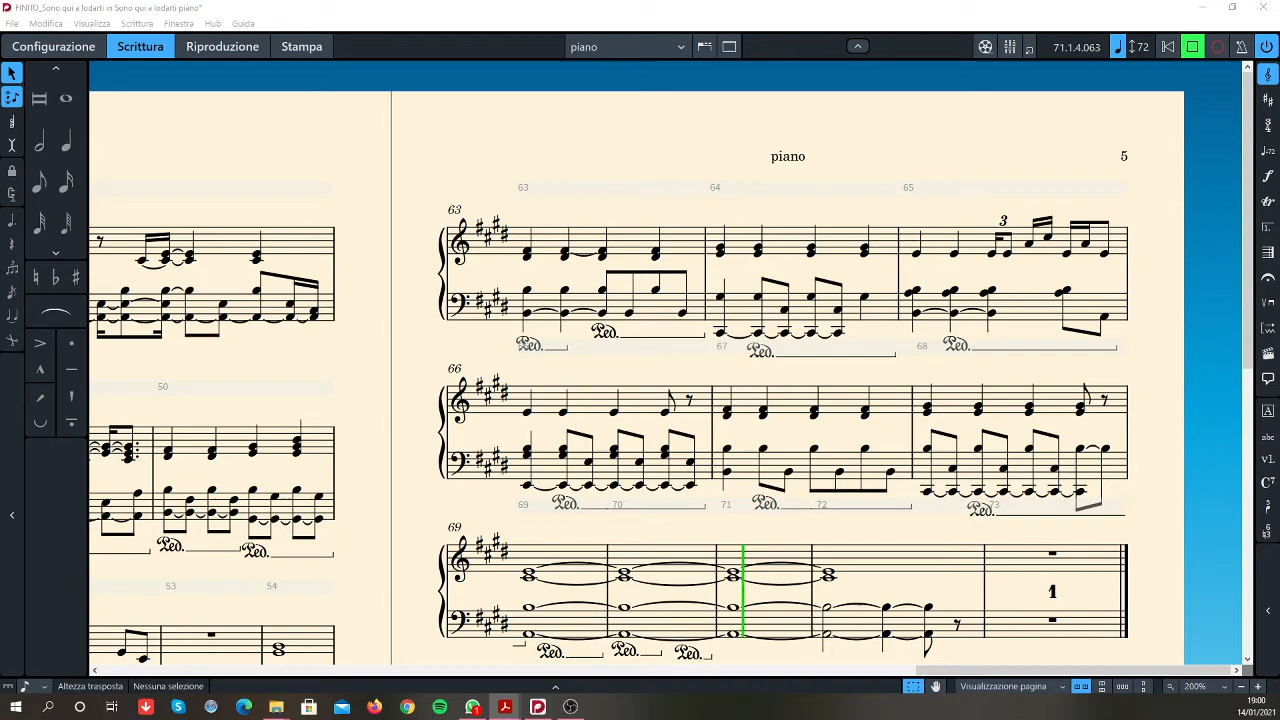 FINITO_Sono qui a lodarti in Sono qui a lodarti piano*
File Modifica Visualizza Scrittura Finestra Hub Guida
Configurazione Scrittura Riproduzione Stampa piano 71.1.4.063 72
piano 5
63 64 65
63
3
Ped. Ped.
67 Ped. 68 Ped.
66
50
69 Ped. 70 71 Ped. 72 Ped. 73
69
Ped. Ped.
53 54
1
Ped. Ped. Ped.
Altezza trasposta Nessuna selezione Visualizzazione pagina 200%
19:00
14/01/2021